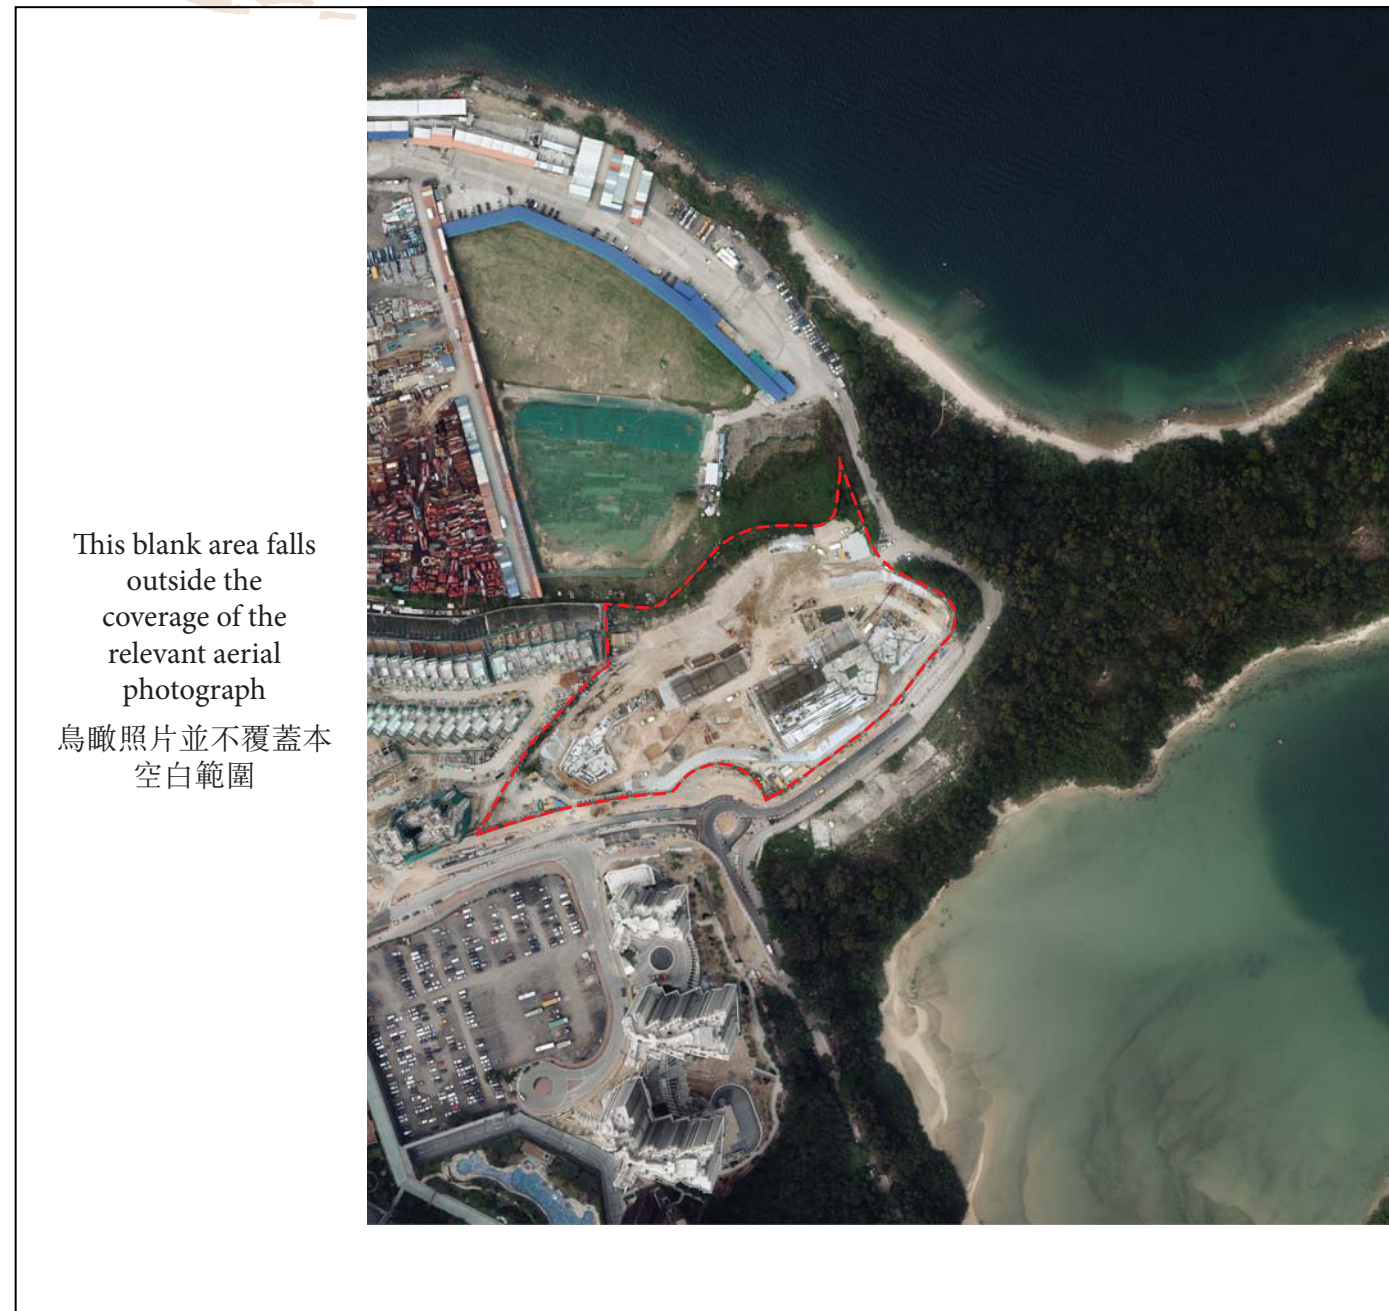 This blank area falls
outside the
coverage of the
relevant aerial
photograph
鳥瞰照片並不覆蓋本
空白範圍